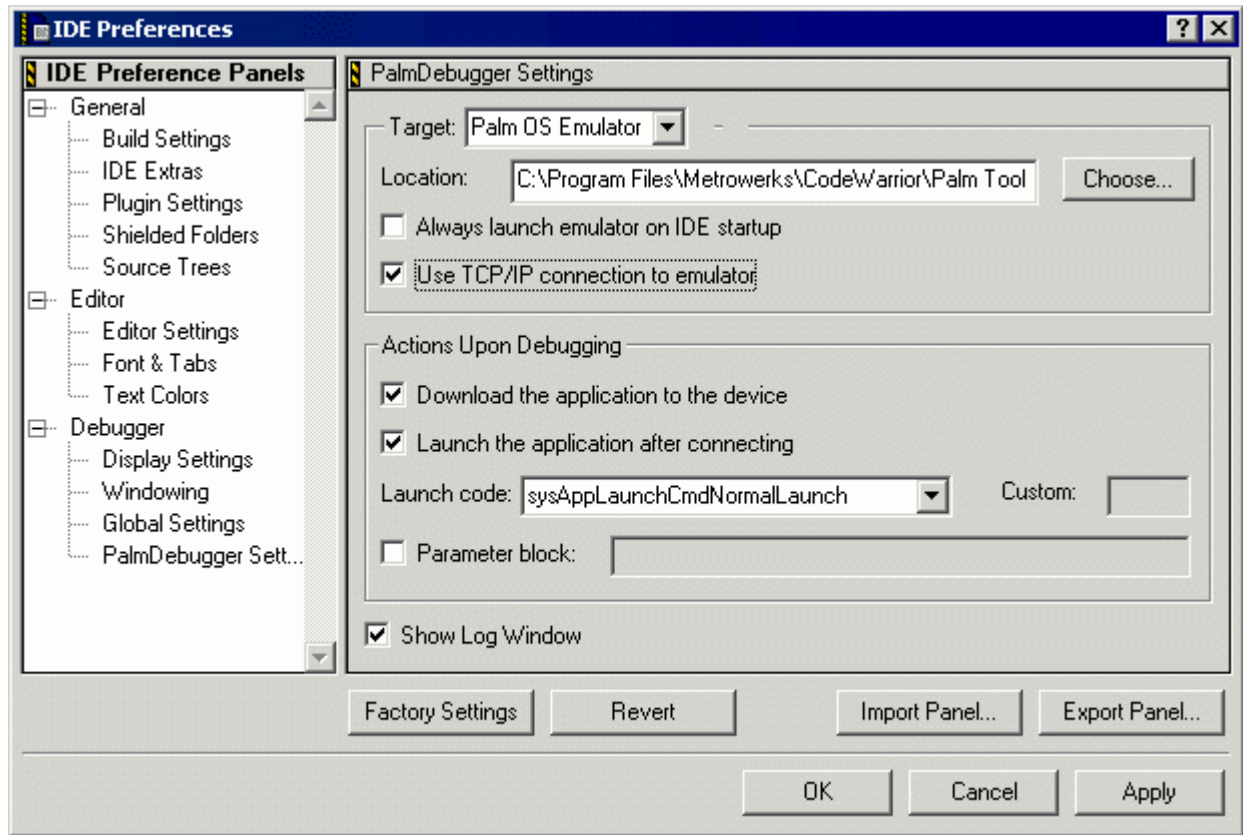 IDE Preferences
IDE Preference Panels
General
Build Settings
IDE Extras
Plugin Settings
Shielded Folders
Source Trees
Editor
Editor Settings
Font & Tabs
Text Colors
Debugger
Display Settings
Windowing
Global Settings
PalmDebugger Sett...
PalmDebugger Settings
Target: Palm OS Emulator -
Location: C:\Program Files\Metrowerks\CodeWarrior\Palm Tool Choose...
Always launch emulator on IDE startup
Use TCP/IP connection to emulator
Actions Upon Debugging
Download the application to the device
Launch the application after connecting
Launch code: sysAppLaunchCmdNormalLaunch Custom:
Parameter block:
Show Log Window
Factory Settings Revert Import Panel... Export Panel...
OK Cancel Apply